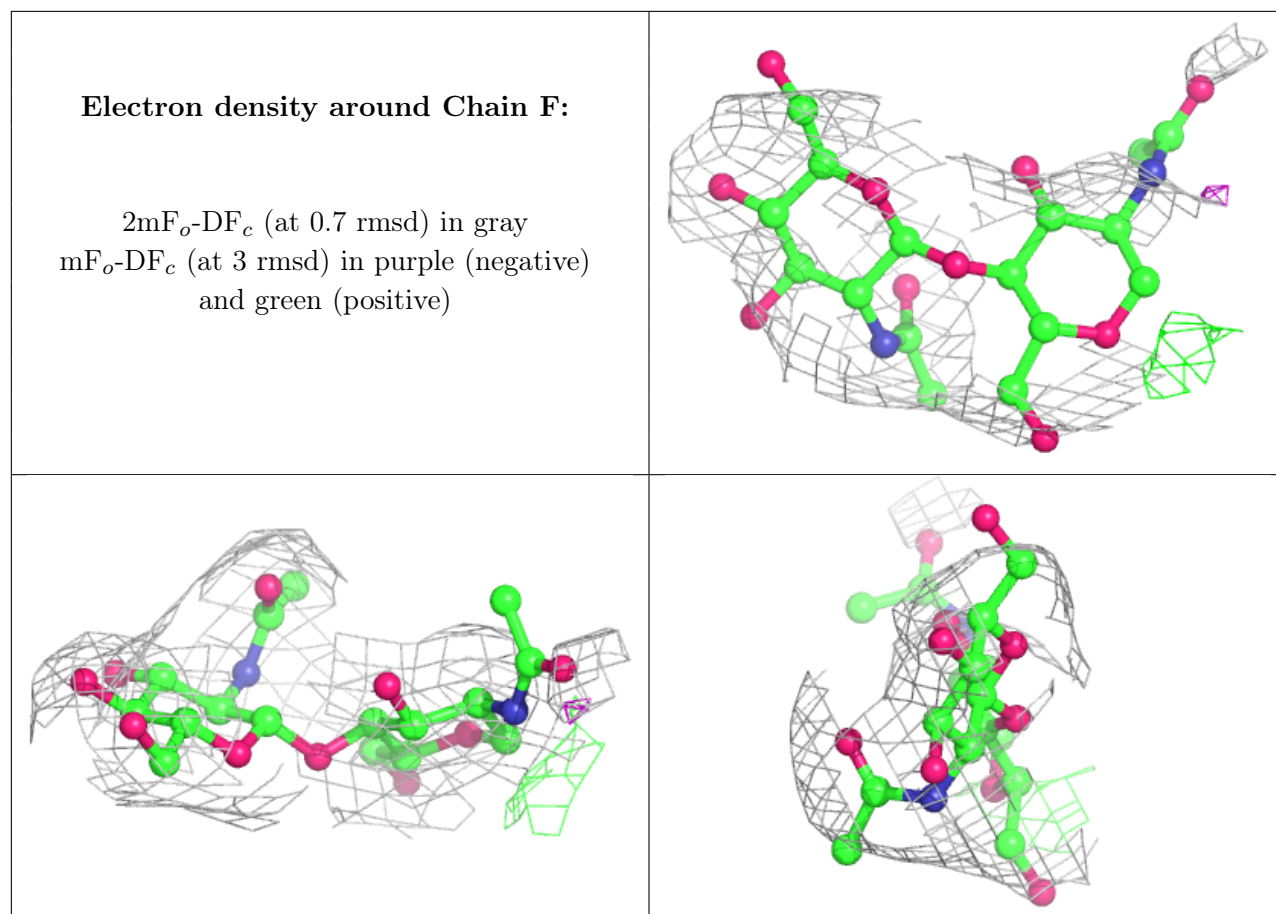 Electron density around Chain F:
2mFₒ-DF𝒸 (at 0.7 rmsd) in gray
mFₒ-DF𝒸 (at 3 rmsd) in purple (negative)
and green (positive)